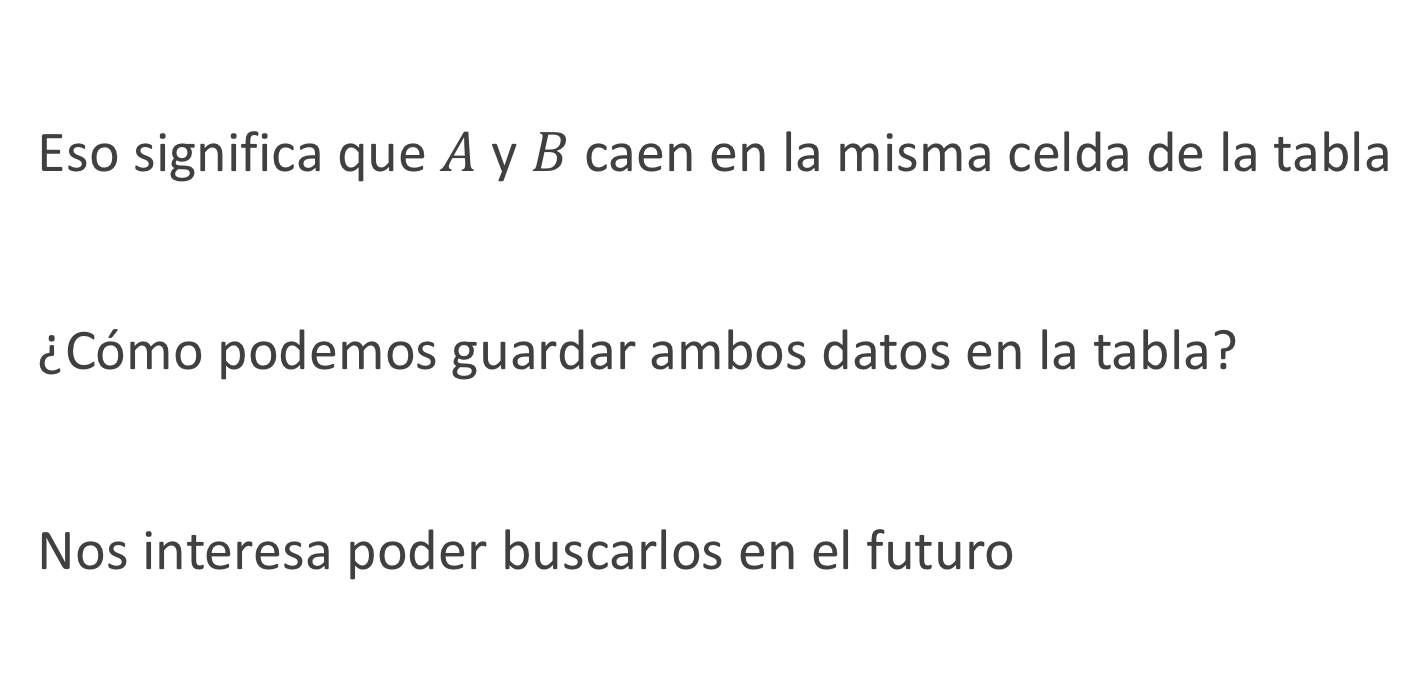 Eso significa que A y B caen en la misma celda de la tabla
¿Cómo podemos guardar ambos datos en la tabla?
Nos interesa poder buscarlos en el futuro